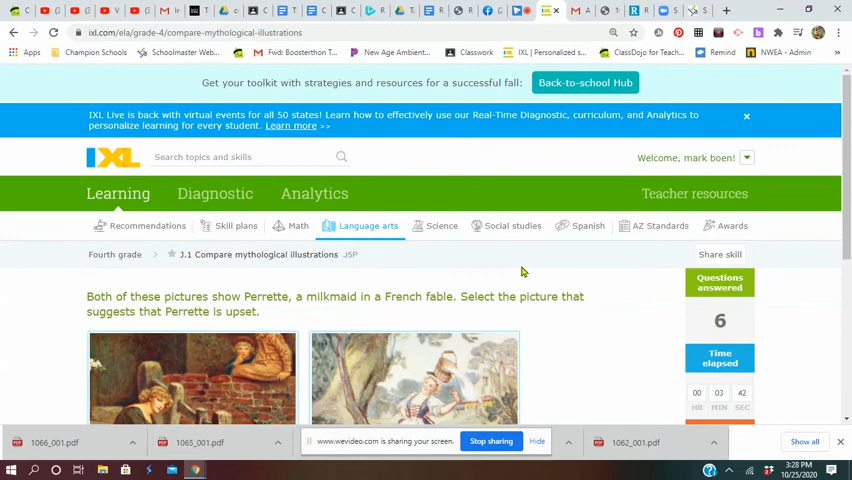 ixl.com/ela/grade-4/compare-mythological-illustrations
Apps Champion Schools Schoolmaster Web... Fwd: Boosterthon T... New Age Ambient... Classwork IXL | Personalized s... ClassDojo for Teach... Remind NWEA - Admin
Get your toolkit with strategies and resources for a successful fall: Back-to-school Hub
IXL Live is back with virtual events for all 50 states! Learn how to effectively use our Real-Time Diagnostic, curriculum, and Analytics to
personalize learning for every student. Learn more >>
IXL Search topics and skills Welcome, mark boen!
Learning Diagnostic Analytics Teacher resources
Recommendations Skill plans Math Language arts Science Social studies Spanish AZ Standards Awards
Fourth grade > J.1 Compare mythological illustrations J5P Share skill
Questions
answered
Both of these pictures show Perrette, a milkmaid in a French fable. Select the picture that
suggests that Perrette is upset.
6
Time
elapsed
00 03 42
HR MIN SEC
1066_001.pdf 1065_001.pdf www.wevideo.com is sharing your screen. Stop sharing Hide 1062_001.pdf Show all
3:28 PM
10/25/2020